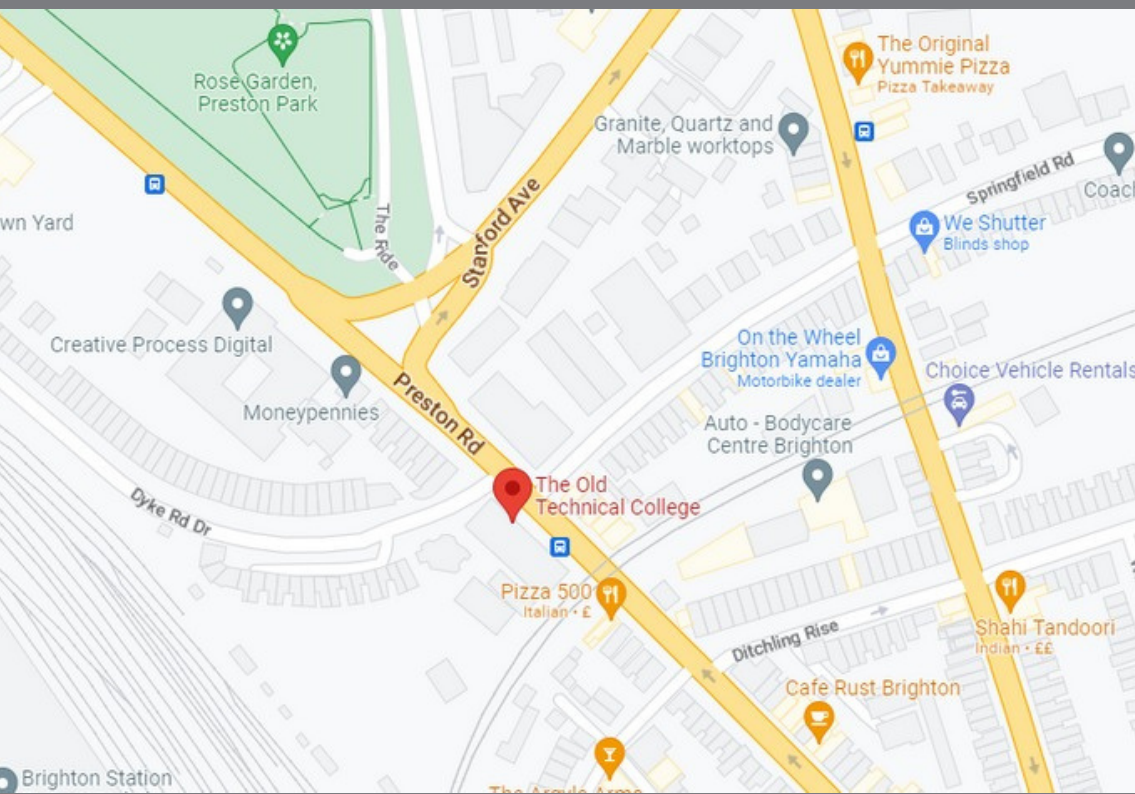 The Original
Yummie Pizza
Pizza Takeaway
Rose Garden,
Preston Park
Granite, Quartz and
Marble worktops
Springfield Rd
Coach
The Ride
Stanford Ave
wn Yard
We Shutter
Blinds shop
Creative Process Digital
On the Wheel
Brighton Yamaha
Motorbike dealer
Choice Vehicle Rentals
Moneypennies
Preston Rd
Auto - Bodycare
Centre Brighton
The Old
Technical College
Dyke Rd Dr
Pizza 500
Italian • £
Ditchling Rise
Shahi Tandoori
Indian • ££
Cafe Rust Brighton
Brighton Station
The Argyle Arms